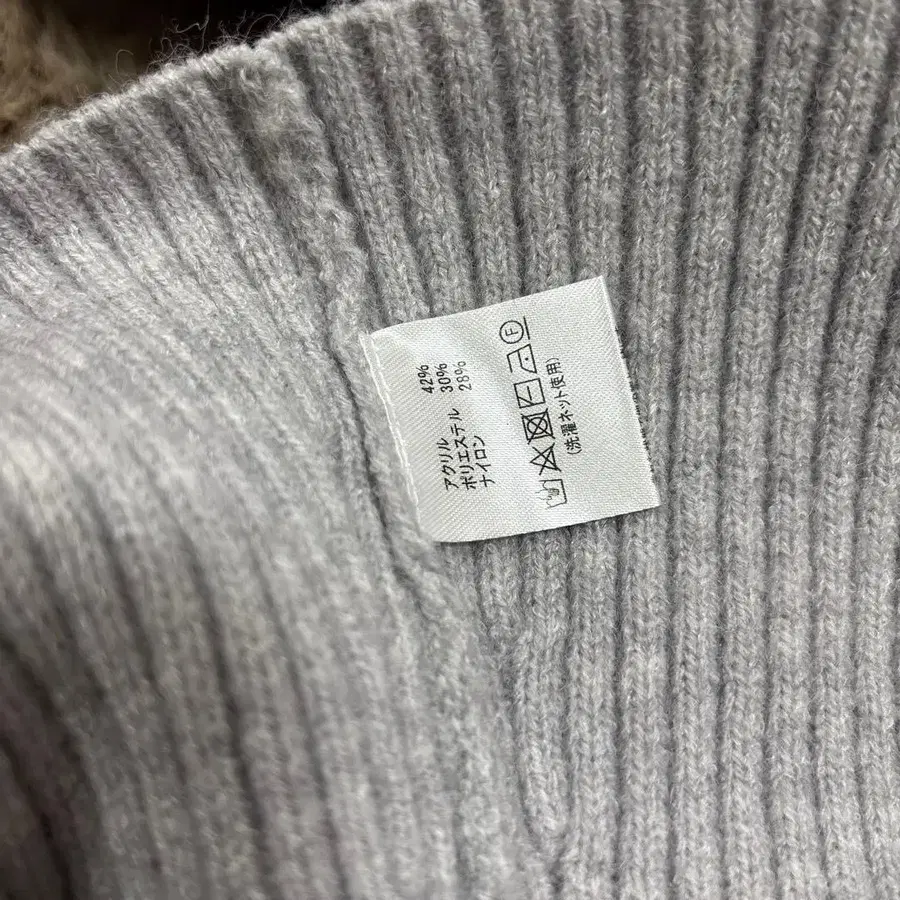 アクリル 42%
ポリエステル 30%
ナイロン 28%
F
(洗濯ネット使用)